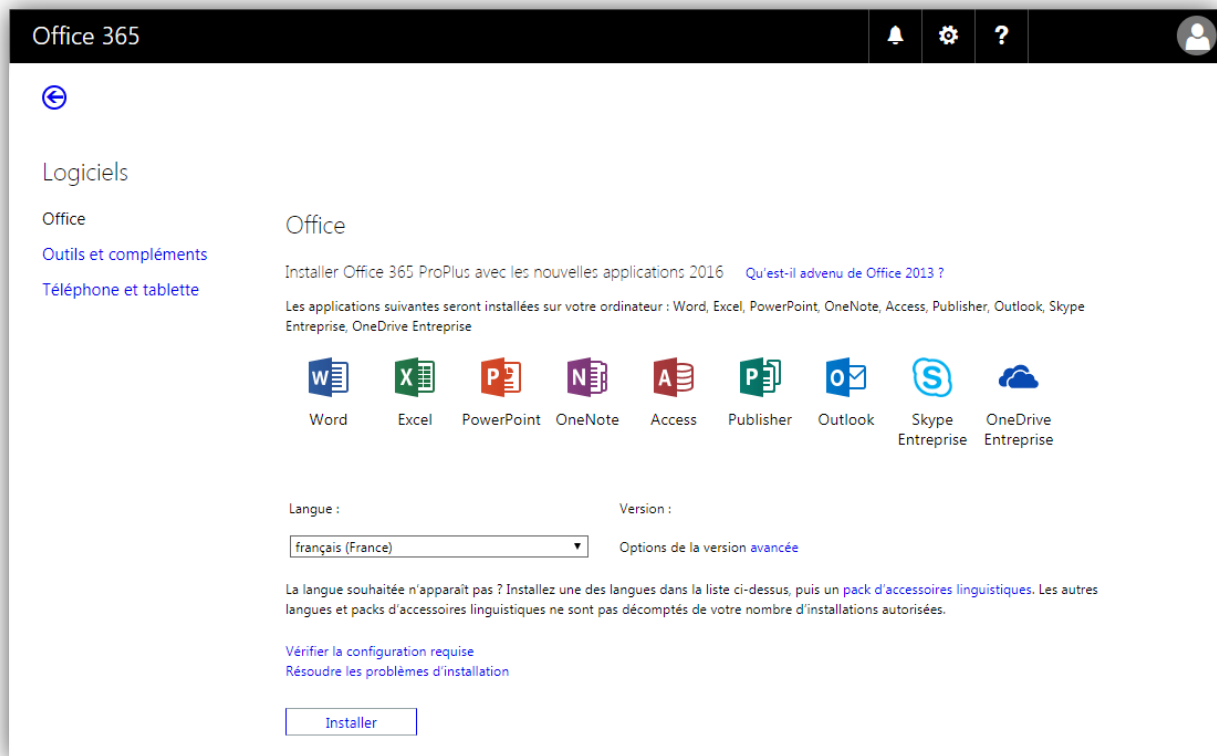 Office 365
?
Logiciels
Office
Outils et compléments
Téléphone et tablette
Office
Installer Office 365 ProPlus avec les nouvelles applications 2016 Qu'est-il advenu de Office 2013 ?
Les applications suivantes seront installées sur votre ordinateur : Word, Excel, PowerPoint, OneNote, Access, Publisher, Outlook, Skype
Entreprise, OneDrive Entreprise
W X P N A P O S
Word Excel PowerPoint OneNote Access Publisher Outlook Skype Entreprise OneDrive Entreprise
Langue : Version :
français (France) Options de la version avancée
La langue souhaitée n'apparaît pas ? Installez une des langues dans la liste ci-dessus, puis un pack d'accessoires linguistiques. Les autres
langues et packs d'accessoires linguistiques ne sont pas décomptés de votre nombre d'installations autorisées.
Vérifier la configuration requise
Résoudre les problèmes d'installation
Installer